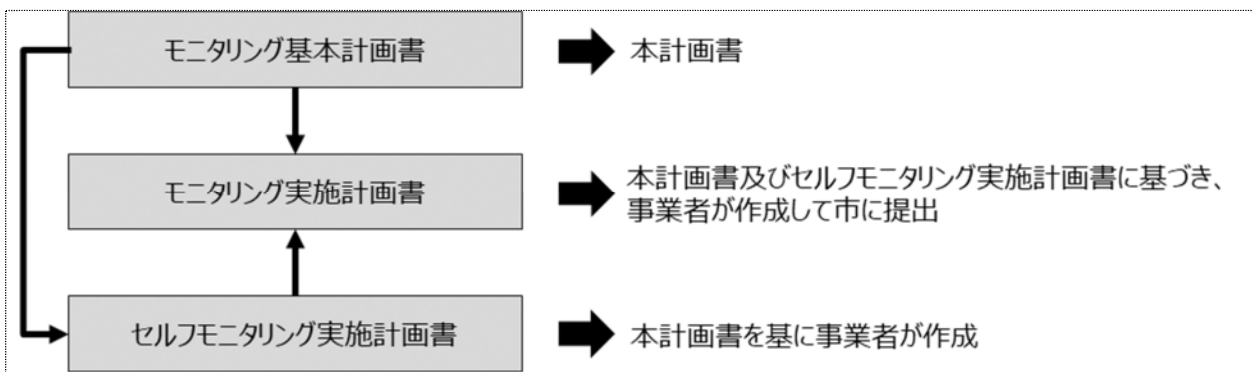 モニタリング基本計画書
本計画書
モニタリング実施計画書
本計画書及びセルフモニタリング実施計画書に基づき、
事業者が作成して市に提出
セルフモニタリング実施計画書
本計画書を基に事業者が作成